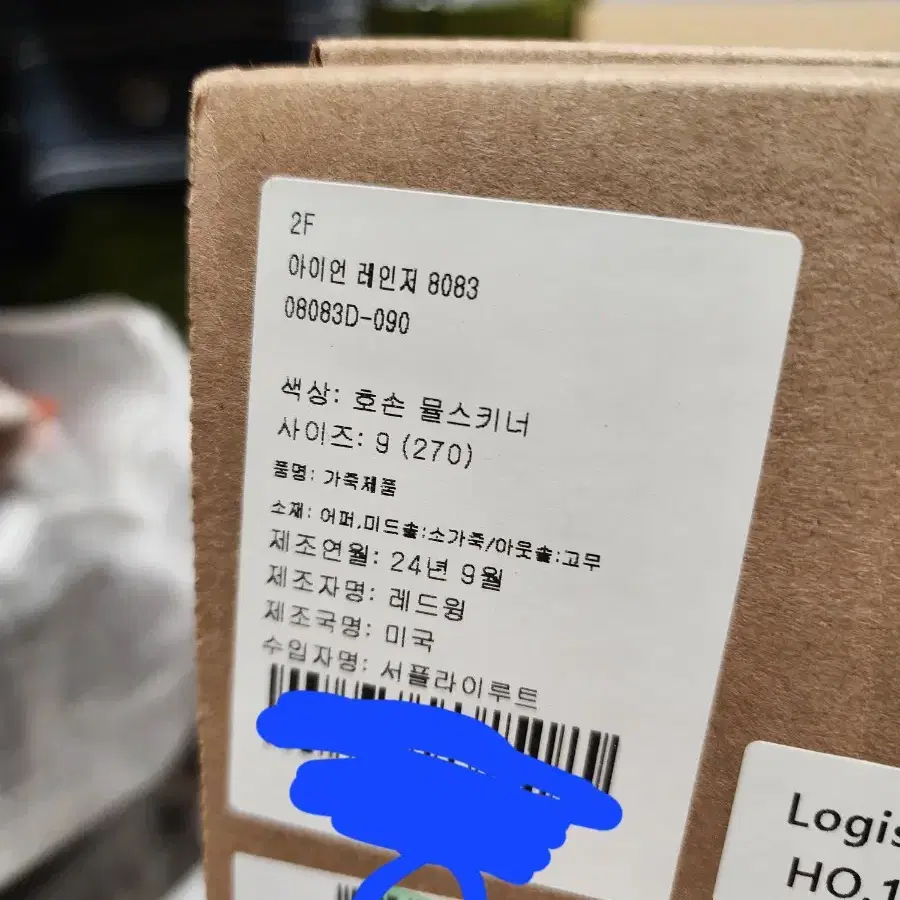 2F
아이언 레인저 8083
08083D-090
색상: 호손 뮬스키너
사이즈: 9 (270)
품명: 가죽제품
소재: 어퍼,미드솔:소가죽/아웃솔:고무
제조연월: 24년 9월
제조자명: 레드윙
제조국명: 미국
수입자명: 서플라이루트
Logis
HO.1